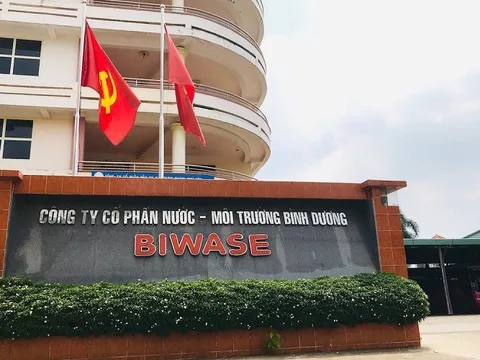 CÔNG TY CỔ PHẦN NƯỚC - MÔI TRƯỜNG BÌNH DƯƠNG
BIWASE